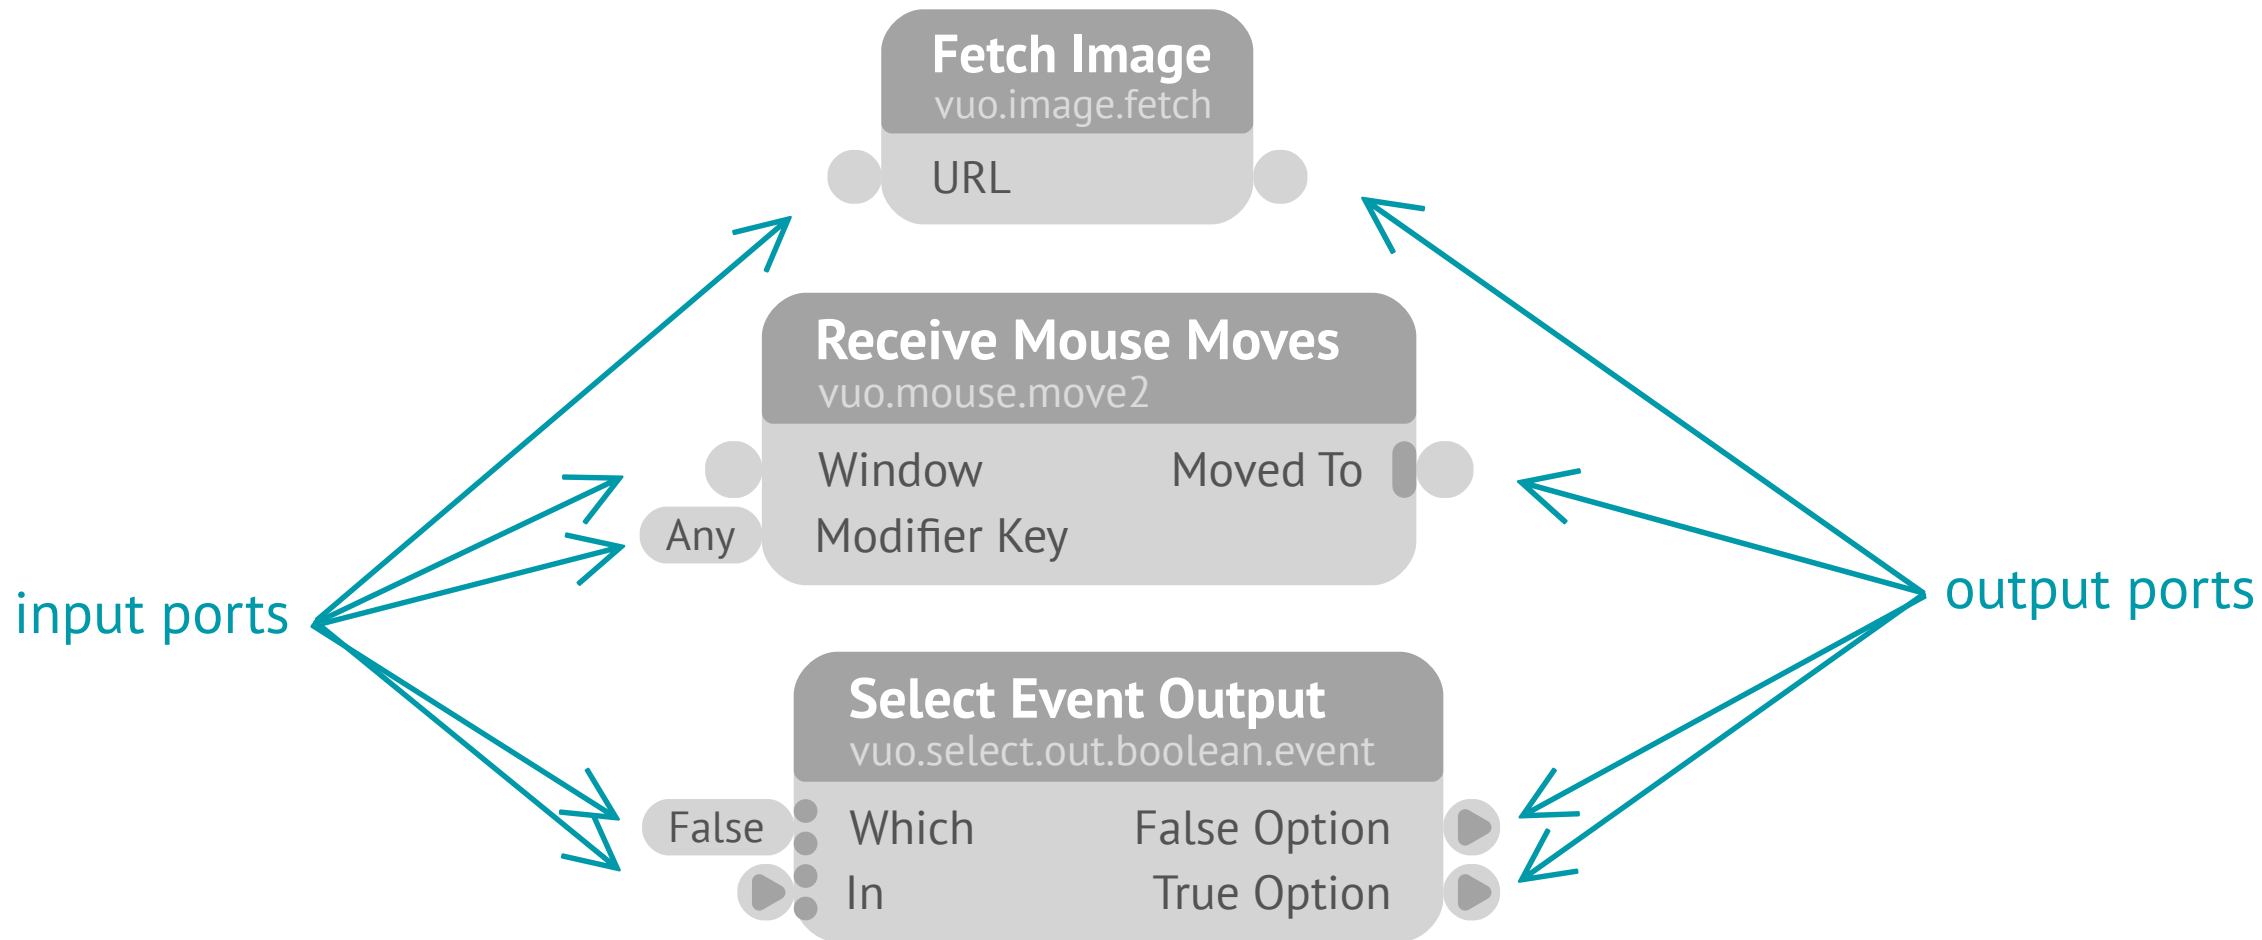 Fetch Image
vuo.image.fetch
URL
Receive Mouse Moves
vuo.mouse.move2
Window Moved To
Any Modifier Key
input ports
output ports
Select Event Output
vuo.select.out.boolean.event
False Which False Option
In True Option